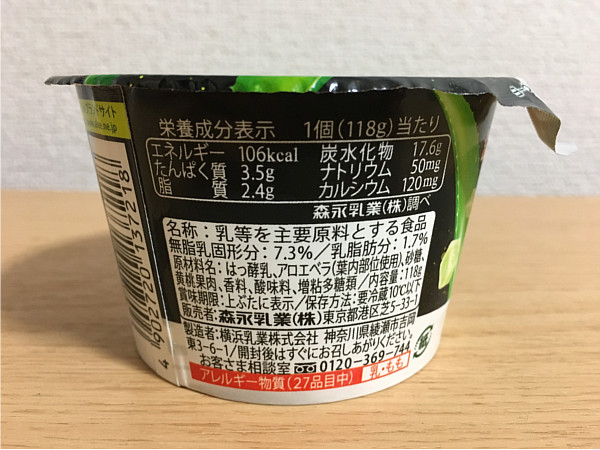 ンドサイト
栄養成分表示 1個(118g)当たり
エネルギー 106kcal 炭水化物 17.6g
たんぱく質 3.5g ナトリウム 50mg
脂質 2.4g カルシウム 120mg
森永乳業(株)調べ
名称:乳等を主要原料とする食品
無脂乳固形分:7.3%/乳脂肪分:1.7%
原材料名:はっ酵乳、アロエベラ(葉内部位使用)、砂糖、
黄桃果肉、香料、酸味料、増粘多糖類/内容量:118g
賞味期限:上ぶたに表示/保存方法:要冷蔵10℃以下
販売者:森永乳業(株)東京都港区芝5-33-1
製造者:横浜乳業株式会社 神奈川県綾瀬市吉岡
東3-6-1/開封後はすぐにお召しあがりください。
お客さま相談室 0120-369-744
アレルギー物質(27品目中) 乳・もも
4 902720 137218